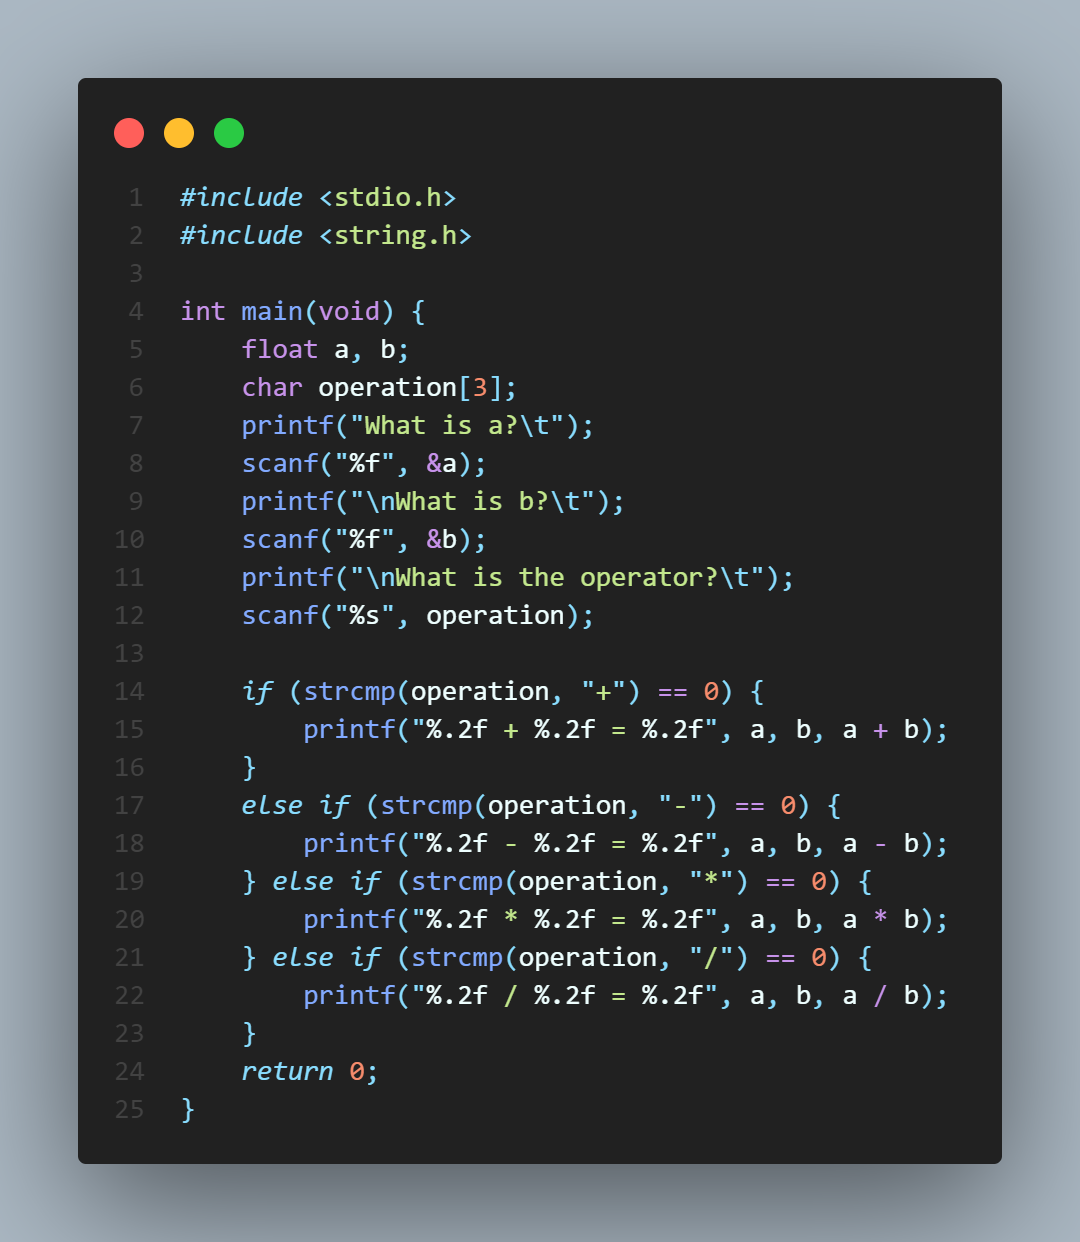 1 #include <stdio.h>
2 #include <string.h>
3
4 int main(void) {
5     float a, b;
6     char operation[3];
7     printf("What is a?\t");
8     scanf("%f", &a);
9     printf("\nWhat is b?\t");
10     scanf("%f", &b);
11     printf("\nWhat is the operator?\t");
12     scanf("%s", operation);
13
14     if (strcmp(operation, "+") == 0) {
15         printf("%.2f + %.2f = %.2f", a, b, a + b);
16     }
17     else if (strcmp(operation, "-") == 0) {
18         printf("%.2f - %.2f = %.2f", a, b, a - b);
19     } else if (strcmp(operation, "*") == 0) {
20         printf("%.2f * %.2f = %.2f", a, b, a * b);
21     } else if (strcmp(operation, "/") == 0) {
22         printf("%.2f / %.2f = %.2f", a, b, a / b);
23     }
24     return 0;
25 }